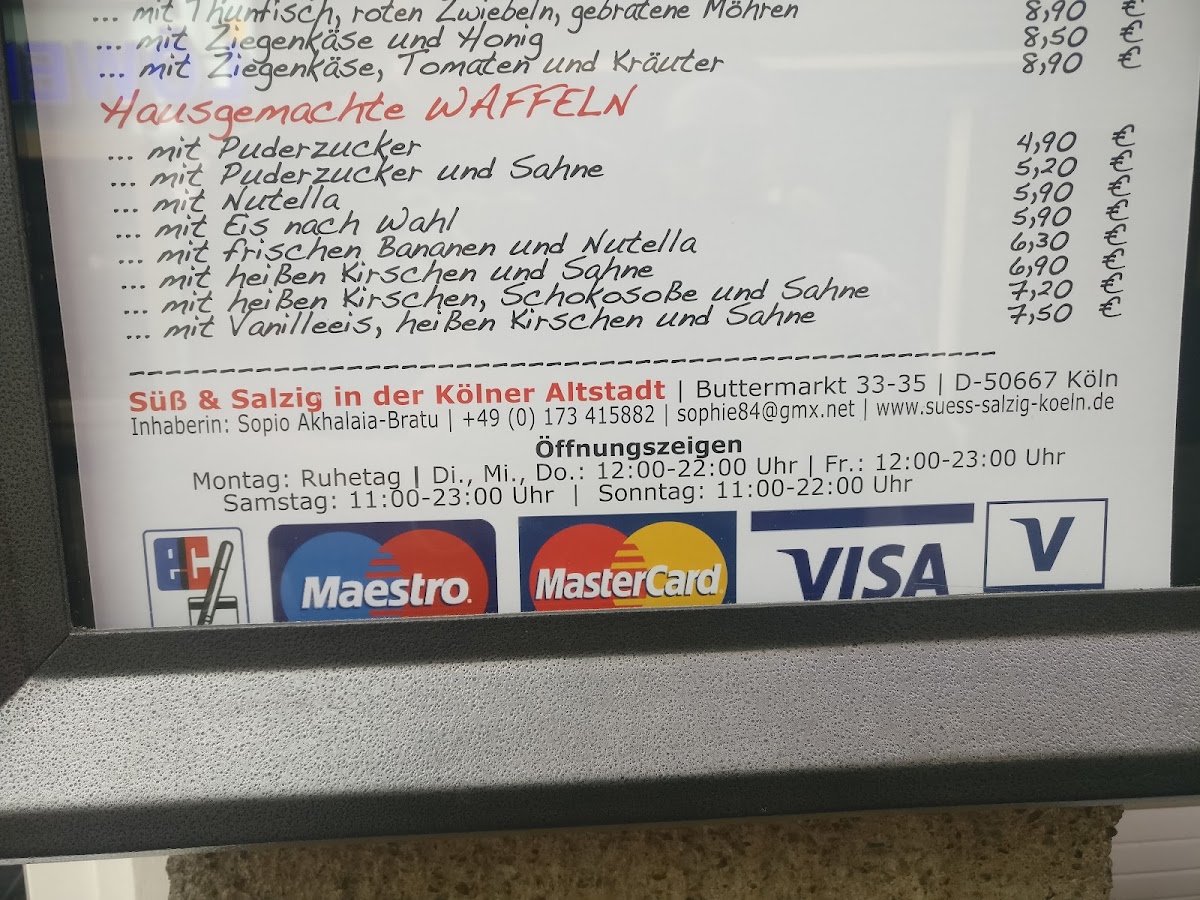 ... mit Thunfisch, roten Zwiebeln, gebratene Möhren 8,90 €
... mit Ziegenkäse und Honig 8,50 €
... mit Ziegenkäse, Tomaten und Kräuter 8,90 €
Hausgemachte WAFFELN
... mit Puderzucker 4,90 €
... mit Puderzucker und Sahne 5,20 €
... mit Nutella 5,90 €
... mit Eis nach Wahl 5,90 €
... mit frischen Bananen und Nutella 6,30 €
... mit heißen Kirschen und Sahne 6,90 €
... mit heißen Kirschen, Schokosoße und Sahne 7,20 €
... mit Vanilleeis, heißen Kirschen und Sahne 7,50 €
Süß & Salzig in der Kölner Altstadt | Buttermarkt 33-35 | D-50667 Köln
Inhaberin: Sopio Akhalaia-Bratu | +49 (0) 173 415882 | sophie84@gmx.net | www.suess-salzig-koeln.de
Öffnungszeigen
Montag: Ruhetag | Di., Mi., Do.: 12:00-22:00 Uhr | Fr.: 12:00-23:00 Uhr
Samstag: 11:00-23:00 Uhr | Sonntag: 11:00-22:00 Uhr
ec Maestro MasterCard VISA V